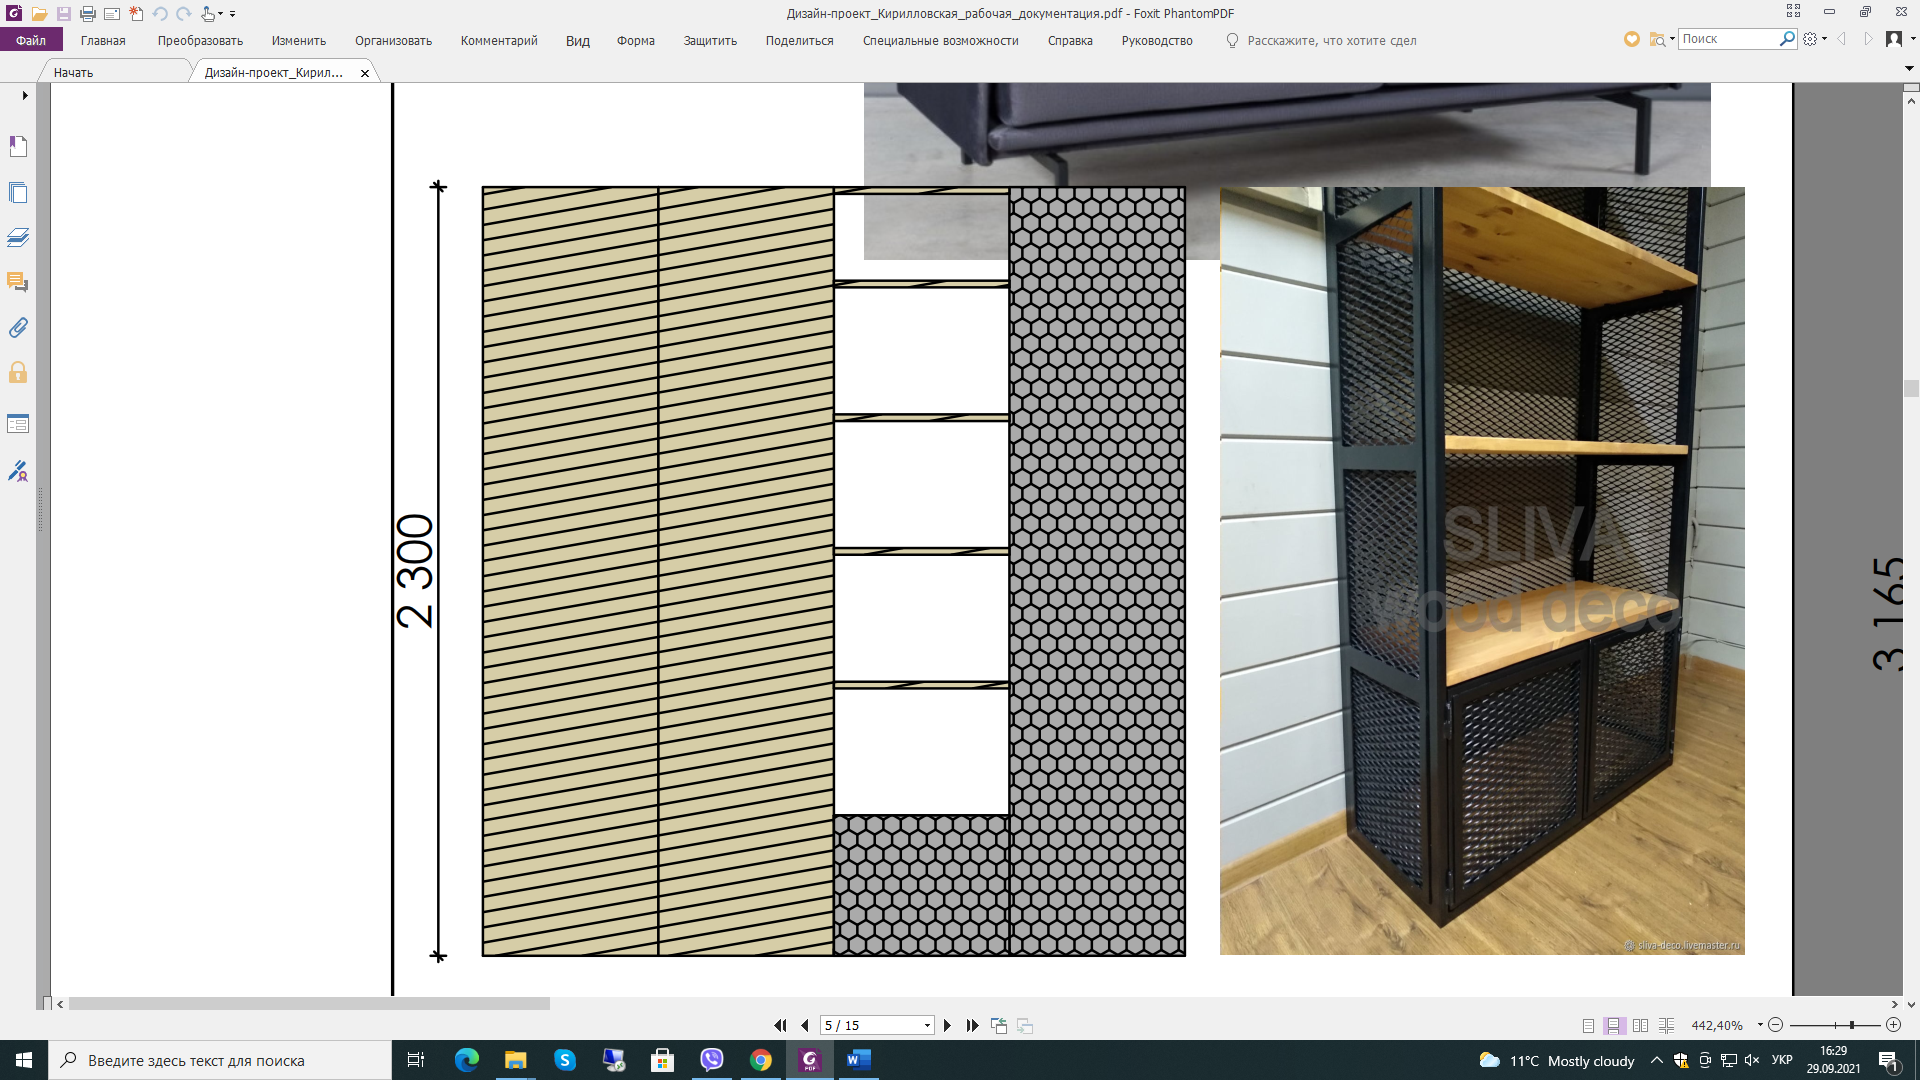 Дизайн-проект_Кирилловская_рабочая_документация.pdf - Foxit PhantomPDF
Файл Главная Преобразовать Изменить Организовать Комментарий Вид Форма Защитить Поделиться Специальные возможности Справка Руководство Расскажите, что хотите сдел Поиск
Начать Дизайн-проект_Кирил...
2 300
SLIVA
wood deco
3 165
sliva-deco.livemaster.ru
5 / 15 442,40%
Введите здесь текст для поиска
W
PDF
11°C Mostly cloudy УКР
16:29
29.09.2021
1